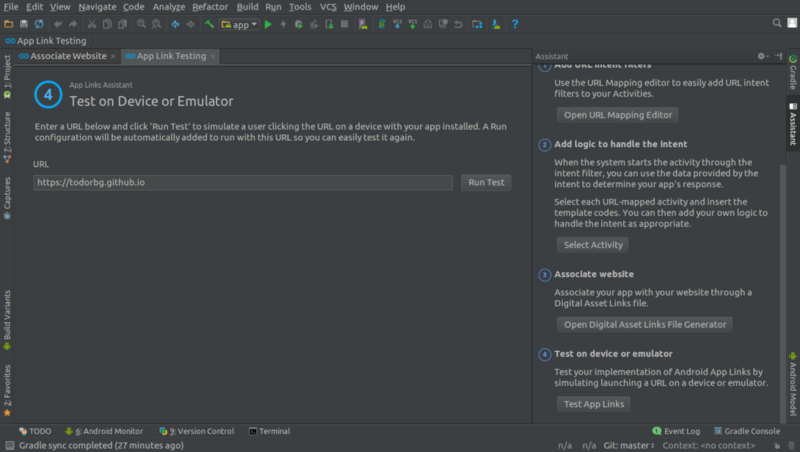 File Edit View Navigate Code Analyze Refactor Build Run Tools VCS Window Help
app
App Link Testing
Associate Website
App Link Testing
Assistant
1: Project
Z: Structure
Captures
Build Variants
2: Favorites
4
App Links Assistant
Test on Device or Emulator
Enter a URL below and click 'Run Test' to simulate a user clicking the URL on a device with your app installed. A Run
configuration will be automatically added to run with this URL so you can easily test it again.
URL
https://todorbg.github.io
Run Test
1 Add URL intent filters
Use the URL Mapping editor to easily add URL intent
filters to your Activities.
Open URL Mapping Editor
2 Add logic to handle the intent
When the system starts the activity through the
intent filter, you can use the data provided by the
intent to determine your app's response.
Select each URL-mapped activity and insert the
template codes. You can then add your own logic to
handle the intent as appropriate.
Select Activity
3 Associate website
Associate your app with your website through a
Digital Asset Links file.
Open Digital Asset Links File Generator
4 Test on device or emulator
Test your implementation of Android App Links by
simulating launching a URL on a device or emulator.
Test App Links
Gradle
Assistant
Android Model
TODO
6: Android Monitor
9: Version Control
Terminal
Event Log
Gradle Console
Gradle sync completed (27 minutes ago)
n/a n/a Git: master Context: <no context>